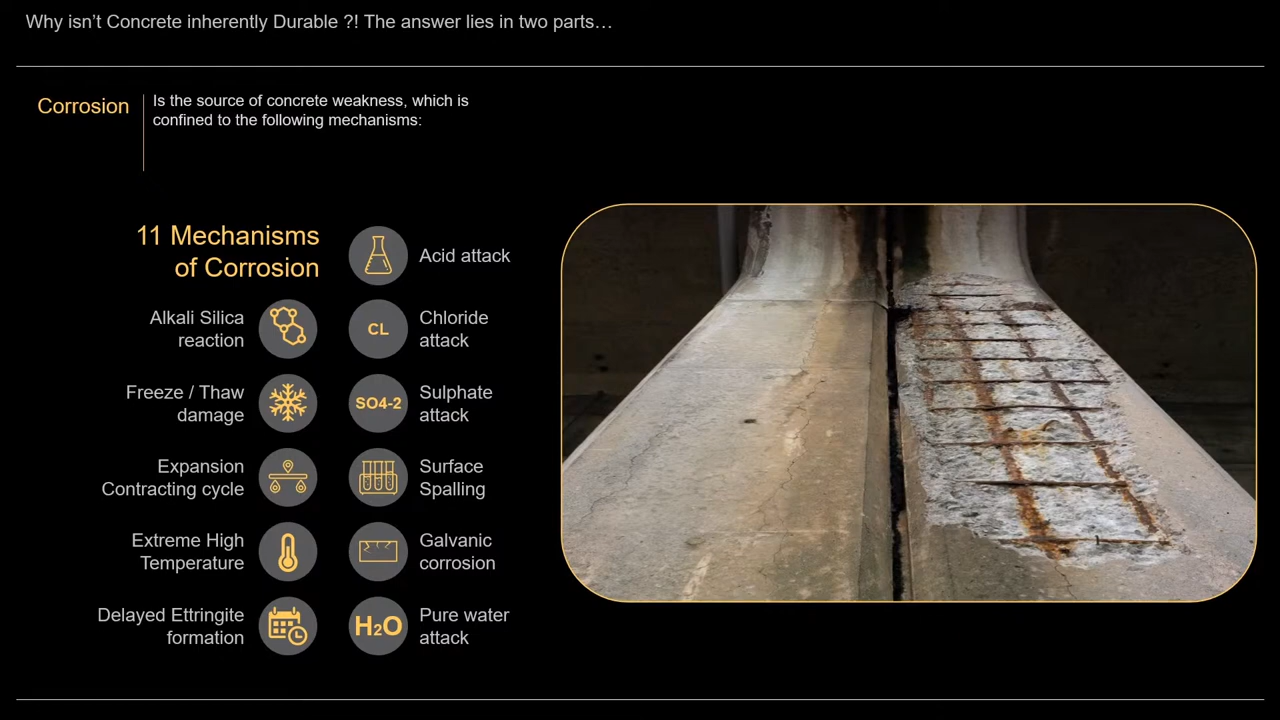 Why isn't Concrete inherently Durable ?! The answer lies in two parts…
Corrosion
Is the source of concrete weakness, which is
confined to the following mechanisms:
11 Mechanisms
of Corrosion
Alkali Silica
reaction
Freeze / Thaw
damage
Expansion
Contracting cycle
Extreme High
Temperature
Delayed Ettringite
formation
Acid attack
CL
Chloride
attack
SO4-2
Sulphate
attack
Surface
Spalling
Galvanic
corrosion
H₂O
Pure water
attack